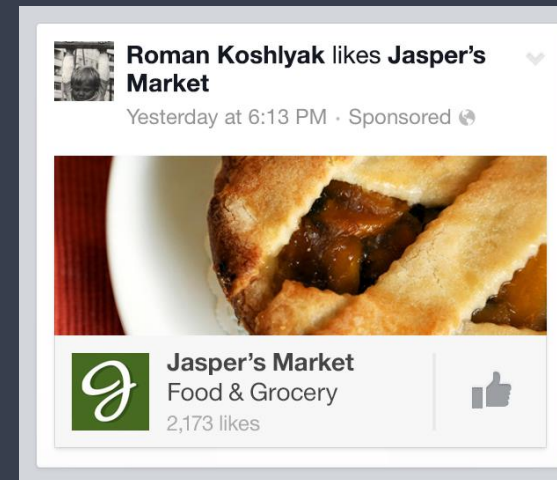 Roman Koshlyak likes Jasper’s
Market
Yesterday at 6:13 PM · Sponsored
Jasper’s Market
Food & Grocery
2,173 likes